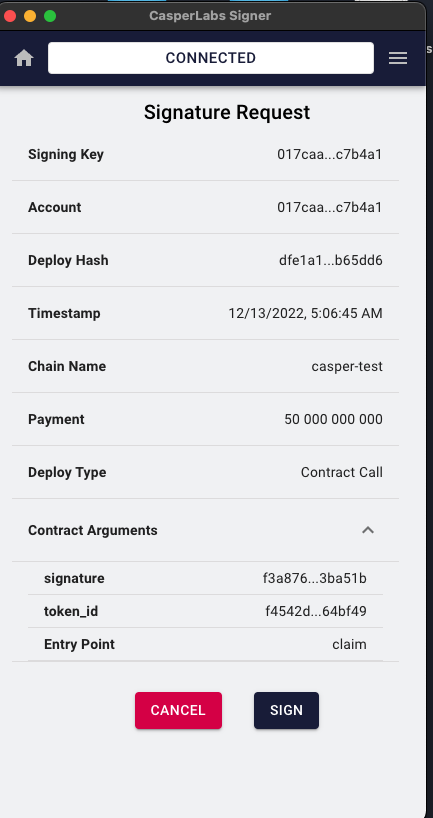 CasperLabs Signer
CONNECTED
Signature Request
Signing Key 017caa...c7b4a1
Account 017caa...c7b4a1
Deploy Hash dfe1a1...b65dd6
Timestamp 12/13/2022, 5:06:45 AM
Chain Name casper-test
Payment 50 000 000 000
Deploy Type Contract Call
Contract Arguments
signature f3a876...3ba51b
token_id f4542d...64bf49
Entry Point claim
CANCEL SIGN